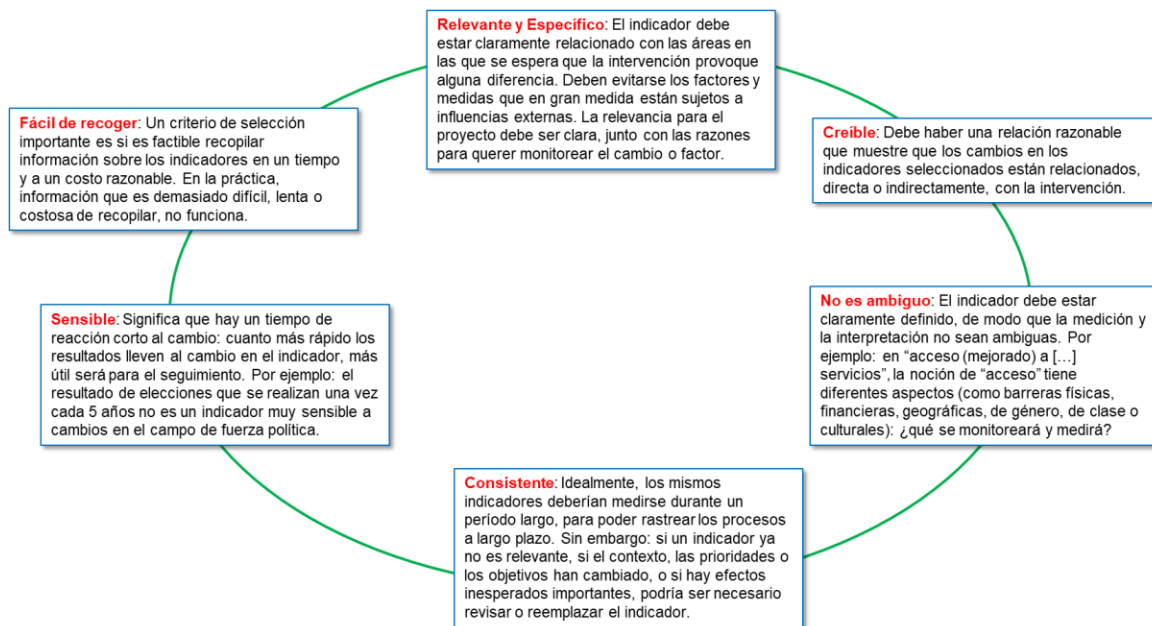 Relevante y Específico: El indicador debe
estar claramente relacionado con las áreas en
las que se espera que la intervención provoque
alguna diferencia. Deben evitarse los factores y
medidas que en gran medida están sujetos a
influencias externas. La relevancia para el
proyecto debe ser clara, junto con las razones
para querer monitorear el cambio o factor.
Fácil de recoger: Un criterio de selección
importante es si es factible recopilar
información sobre los indicadores en un tiempo
y a un costo razonable. En la práctica,
información que es demasiado difícil, lenta o
costosa de recopilar, no funciona.
Creíble: Debe haber una relación razonable
que muestre que los cambios en los
indicadores seleccionados están relacionados,
directa o indirectamente, con la intervención.
Sensible: Significa que hay un tiempo de
reacción corto al cambio: cuanto más rápido los
resultados lleven al cambio en el indicador, más
útil será para el seguimiento. Por ejemplo: el
resultado de elecciones que se realizan una vez
cada 5 años no es un indicador muy sensible a
cambios en el campo de fuerza política.
No es ambiguo: El indicador debe estar
claramente definido, de modo que la medición y
la interpretación no sean ambiguas. Por
ejemplo: en “acceso (mejorado) a [...]
servicios”, la noción de “acceso” tiene
diferentes aspectos (como barreras físicas,
financieras, geográficas, de género, de clase o
culturales): ¿qué se monitoreará y medirá?
Consistente: Idealmente, los mismos
indicadores deberían medirse durante un
período largo, para poder rastrear los procesos
a largo plazo. Sin embargo: si un indicador ya
no es relevante, si el contexto, las prioridades o
los objetivos han cambiado, o si hay efectos
inesperados importantes, podría ser necesario
revisar o reemplazar el indicador.